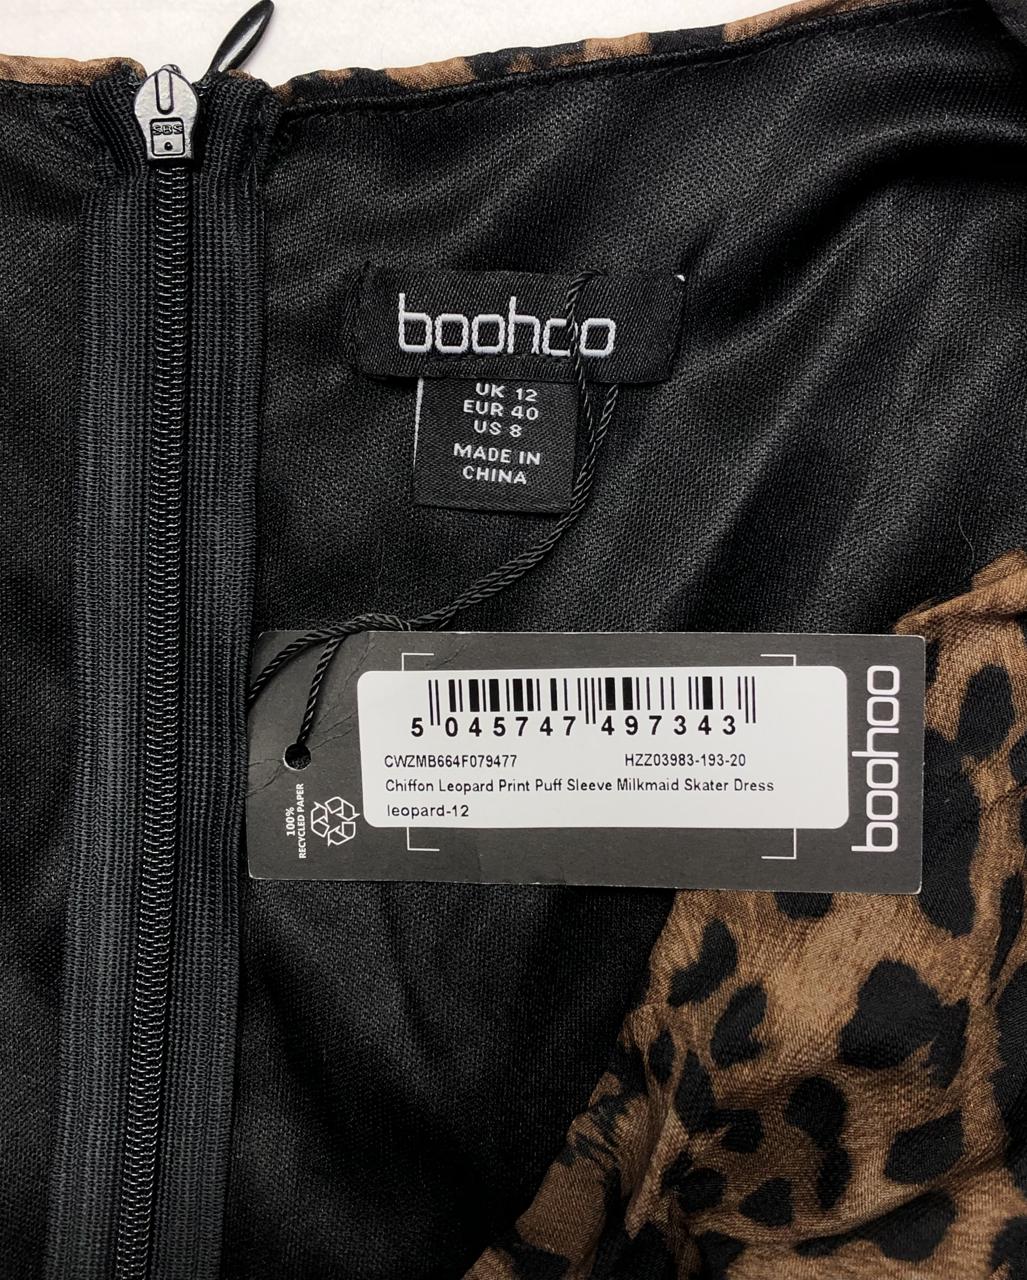 SBS
boohoo
UK 12
EUR 40
US 8
MADE IN
CHINA
5 045747 497343
CWZMB664F079477 HZZ03983-193-20
Chiffon Leopard Print Puff Sleeve Milkmaid Skater Dress
leopard-12
100%
RECYCLED PAPER
boohoo